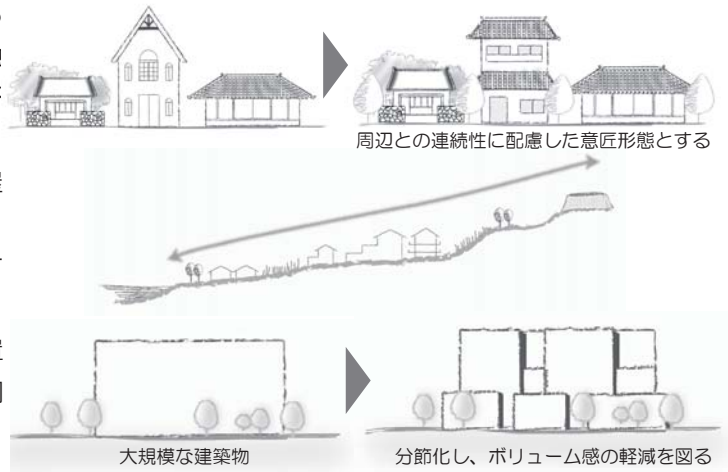 周辺との連続性に配慮した意匠形態とする
大規模な建築物
分節化し、ボリューム感の軽減を図る